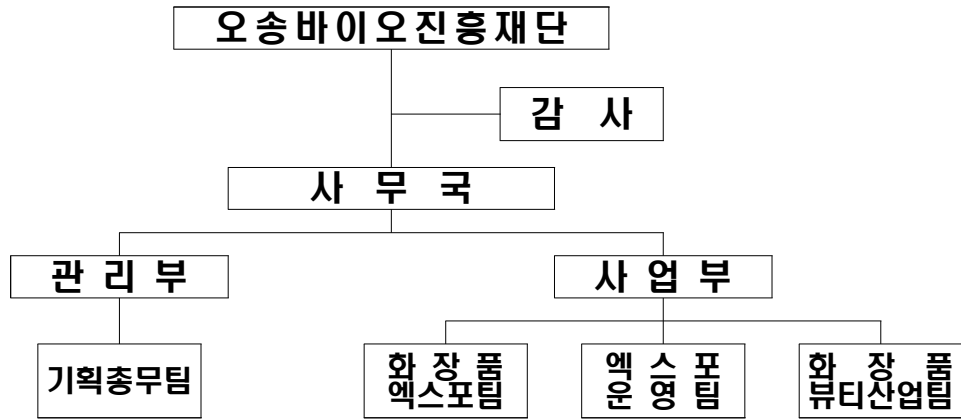 오송바이오진흥재단
감 사
사 무 국
관 리 부
사 업 부
기획총무팀
화 장 품
엑스포팀
엑 스 포
운 영 팀
화 장 품
뷰티산업팀